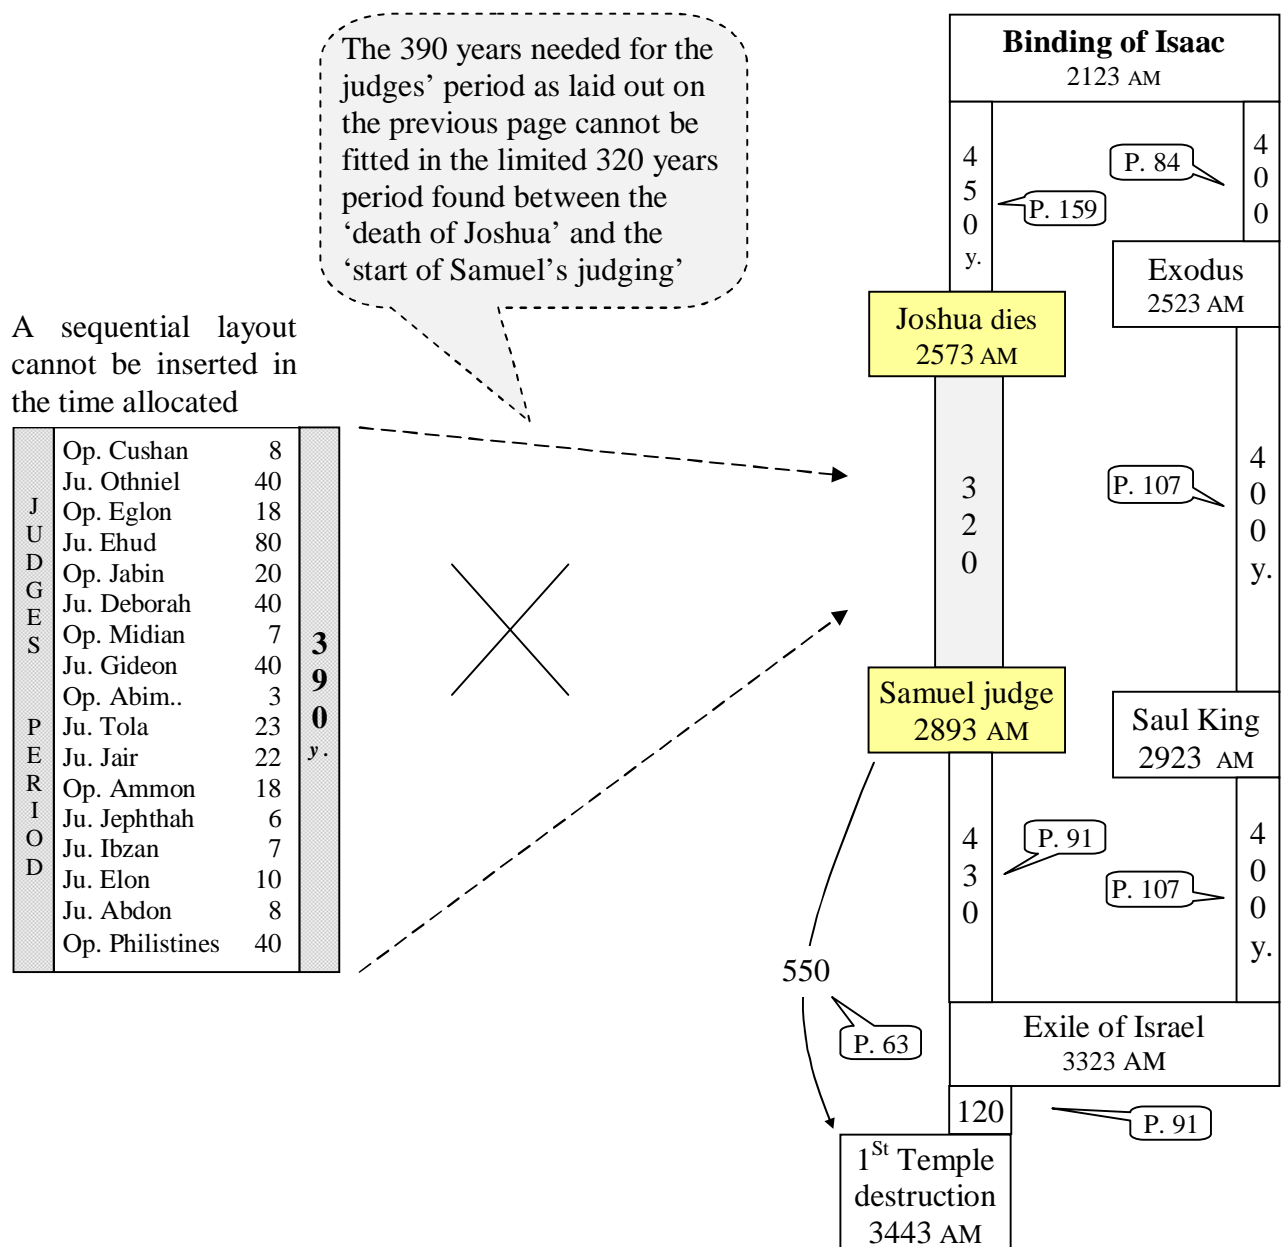 The 390 years needed for the
judges’ period as laid out on
the previous page cannot be
fitted in the limited 320 years
period found between the
‘death of Joshua’ and the
‘start of Samuel’s judging’
A sequential layout
cannot be inserted in
the time allocated
JUDGES PERIOD
Op. Cushan 8
Ju. Othniel 40
Op. Eglon 18
Ju. Ehud 80
Op. Jabin 20
Ju. Deborah 40
Op. Midian 7
Ju. Gideon 40
Op. Abim.. 3
Ju. Tola 23
Ju. Jair 22
Op. Ammon 18
Ju. Jephthah 6
Ju. Ibzan 7
Ju. Elon 10
Ju. Abdon 8
Op. Philistines 40
390 y.
Binding of Isaac
2123 AM
450 y.
P. 159
P. 84
400
Exodus
2523 AM
Joshua dies
2573 AM
320
P. 107
400 y.
Samuel judge
2893 AM
Saul King
2923 AM
430
P. 91
P. 107
400 y.
550
P. 63
Exile of Israel
3323 AM
120
P. 91
1St Temple
destruction
3443 AM